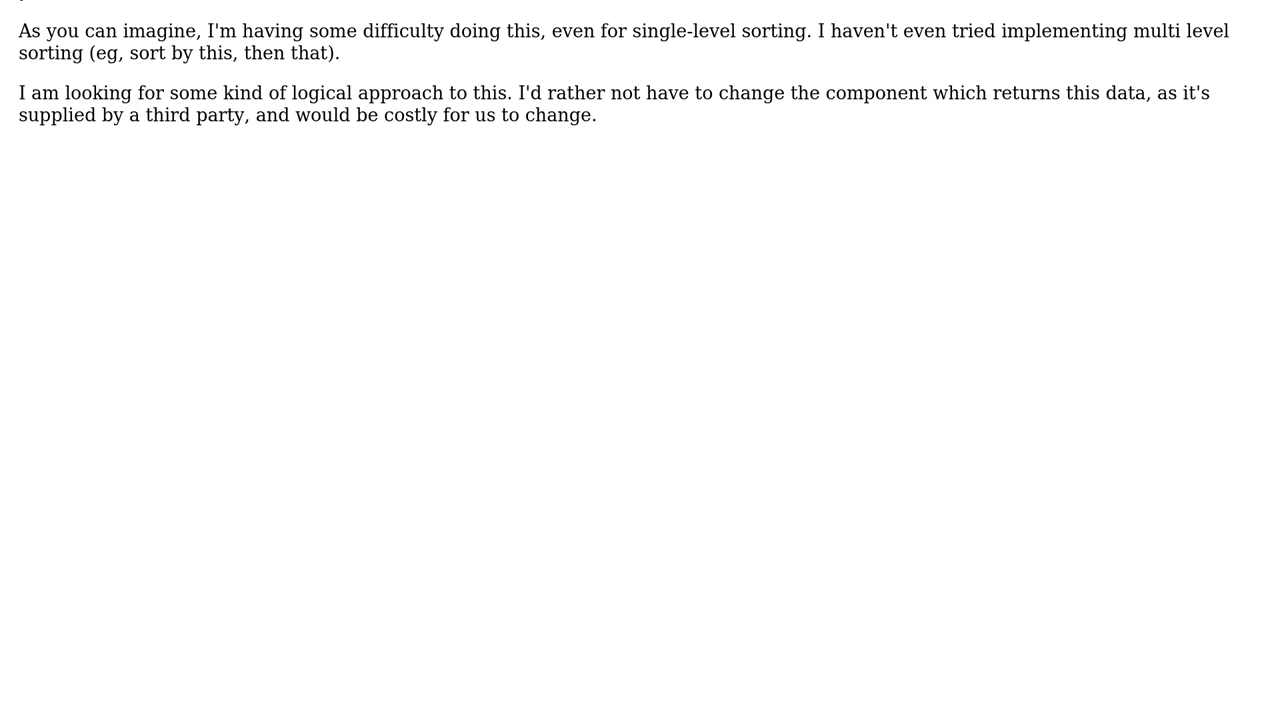 As you can imagine, I'm having some difficulty doing this, even for single-level sorting. I haven't even tried implementing multi level
sorting (eg, sort by this, then that).
I am looking for some kind of logical approach to this. I'd rather not have to change the component which returns this data, as it's
supplied by a third party, and would be costly for us to change.